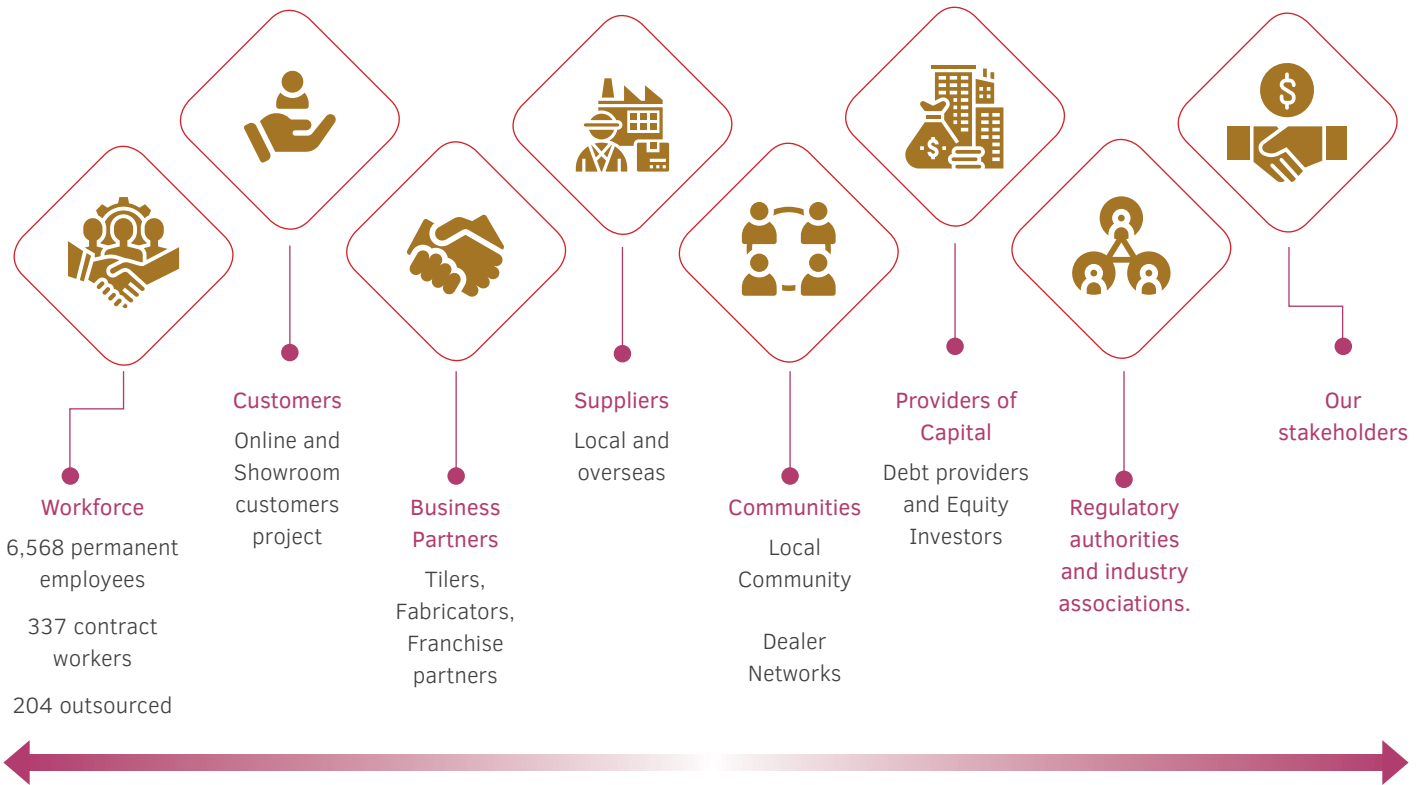 Workforce
6,568 permanent
employees
337 contract
workers
204 outsourced
Customers
Online and
Showroom
customers
project
Business
Partners
Tilers,
Fabricators,
Franchise
partners
Suppliers
Local and
overseas
Communities
Local
Community
Dealer
Networks
Providers of
Capital
Debt providers
and Equity
Investors
Regulatory
authorities
and industry
associations.
Our
stakeholders
$
$